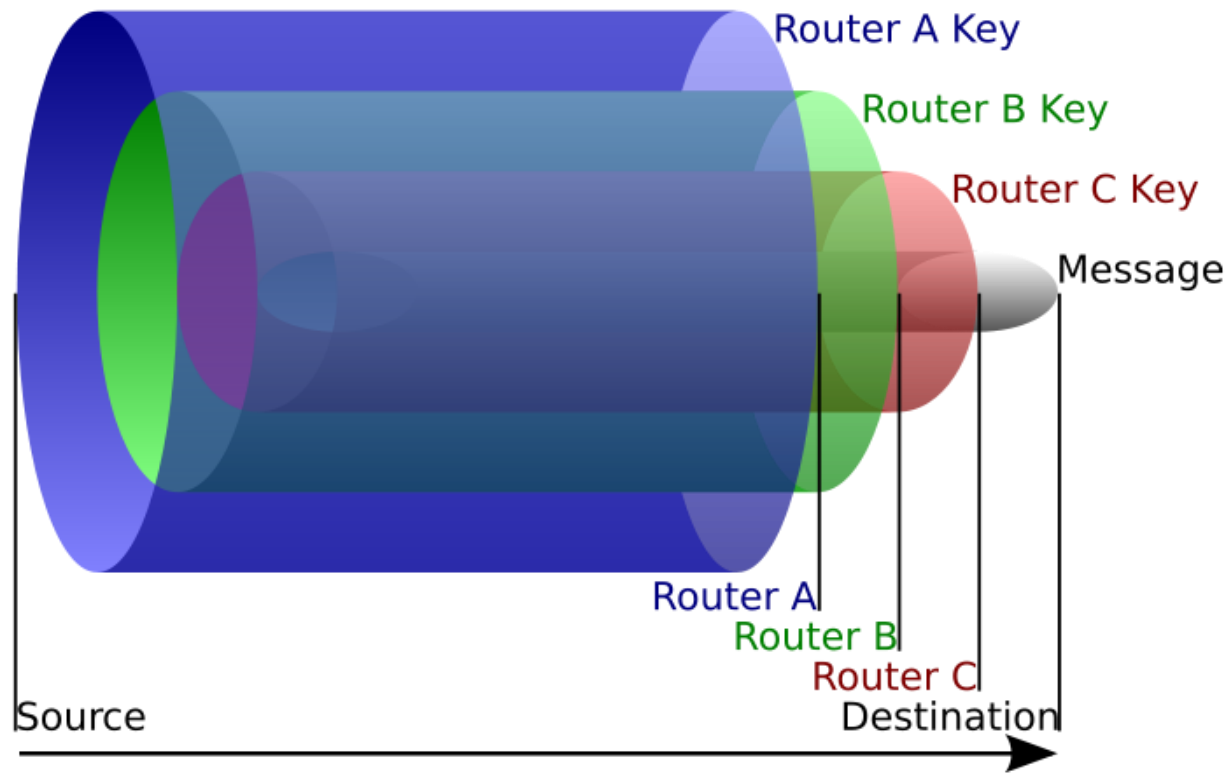 Router A Key
Router B Key
Router C Key
Message
Router A
Router B
Router C
Source
Destination